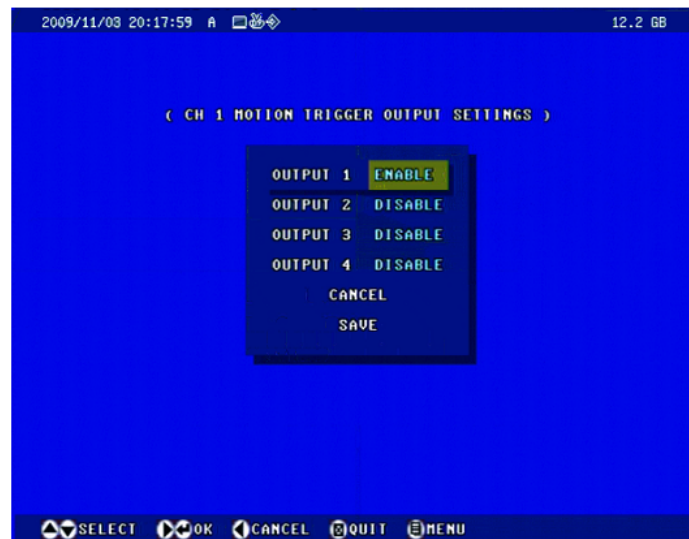 2009/11/03 20:17:59 A 12.2 GB
( CH 1 MOTION TRIGGER OUTPUT SETTINGS )
OUTPUT 1 ENABLE
OUTPUT 2 DISABLE
OUTPUT 3 DISABLE
OUTPUT 4 DISABLE
CANCEL
SAVE
SELECT OK CANCEL QUIT MENU